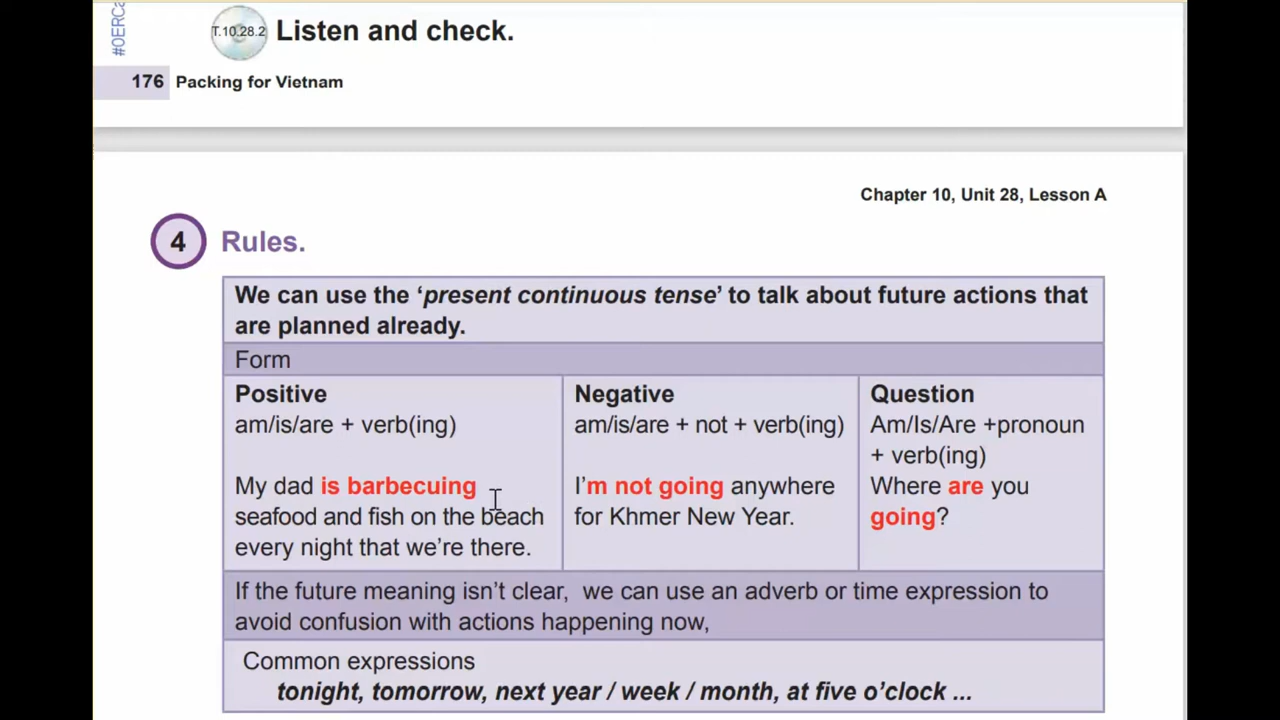 #0ERCa
T.10.28.2 Listen and check.
176 Packing for Vietnam
Chapter 10, Unit 28, Lesson A
4 Rules.
We can use the ‘present continuous tense’ to talk about future actions that
are planned already.
Form
Positive
am/is/are + verb(ing)
My dad is barbecuing
seafood and fish on the beach
every night that we’re there.
Negative
am/is/are + not + verb(ing)
I’m not going anywhere
for Khmer New Year.
Question
Am/Is/Are +pronoun
+ verb(ing)
Where are you
going?
If the future meaning isn’t clear,  we can use an adverb or time expression to
avoid confusion with actions happening now,
Common expressions
tonight, tomorrow, next year / week / month, at five o’clock ...